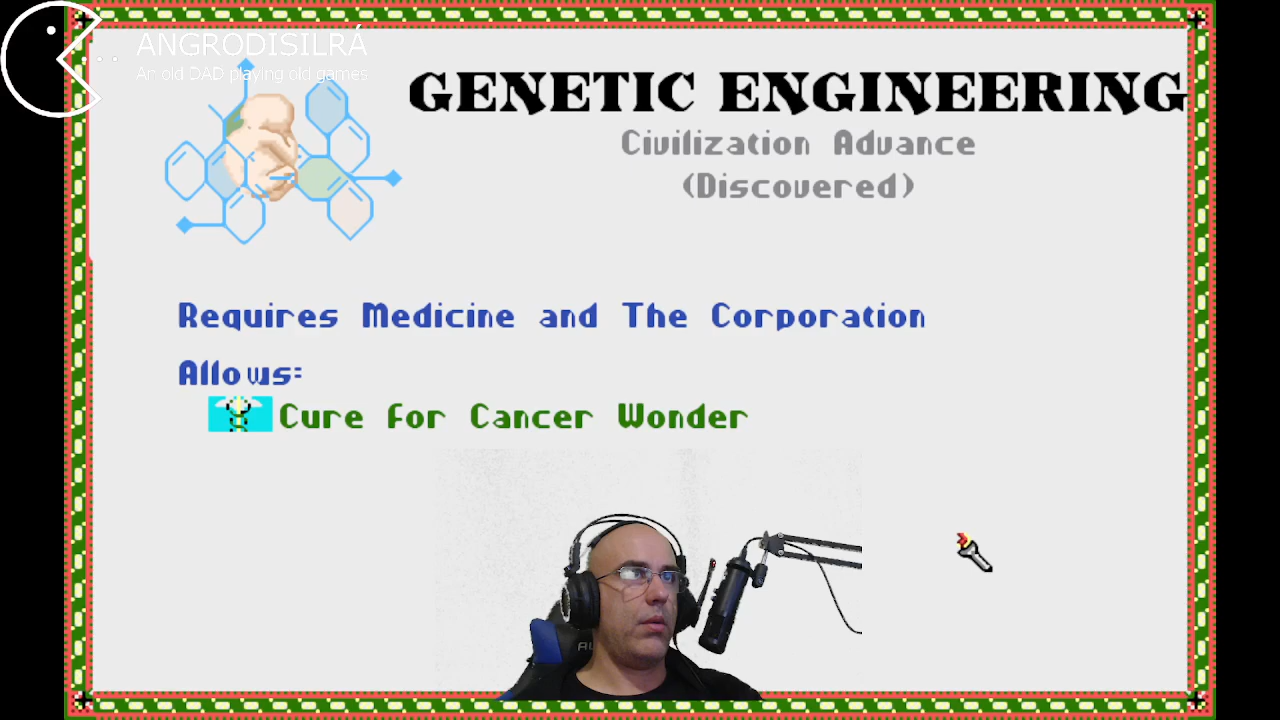 ANGRODISILRÁ
An old DAD playing old games
GENETIC ENGINEERING
Civilization Advance
(Discovered)
Requires Medicine and The Corporation
Allows:
Cure for Cancer Wonder